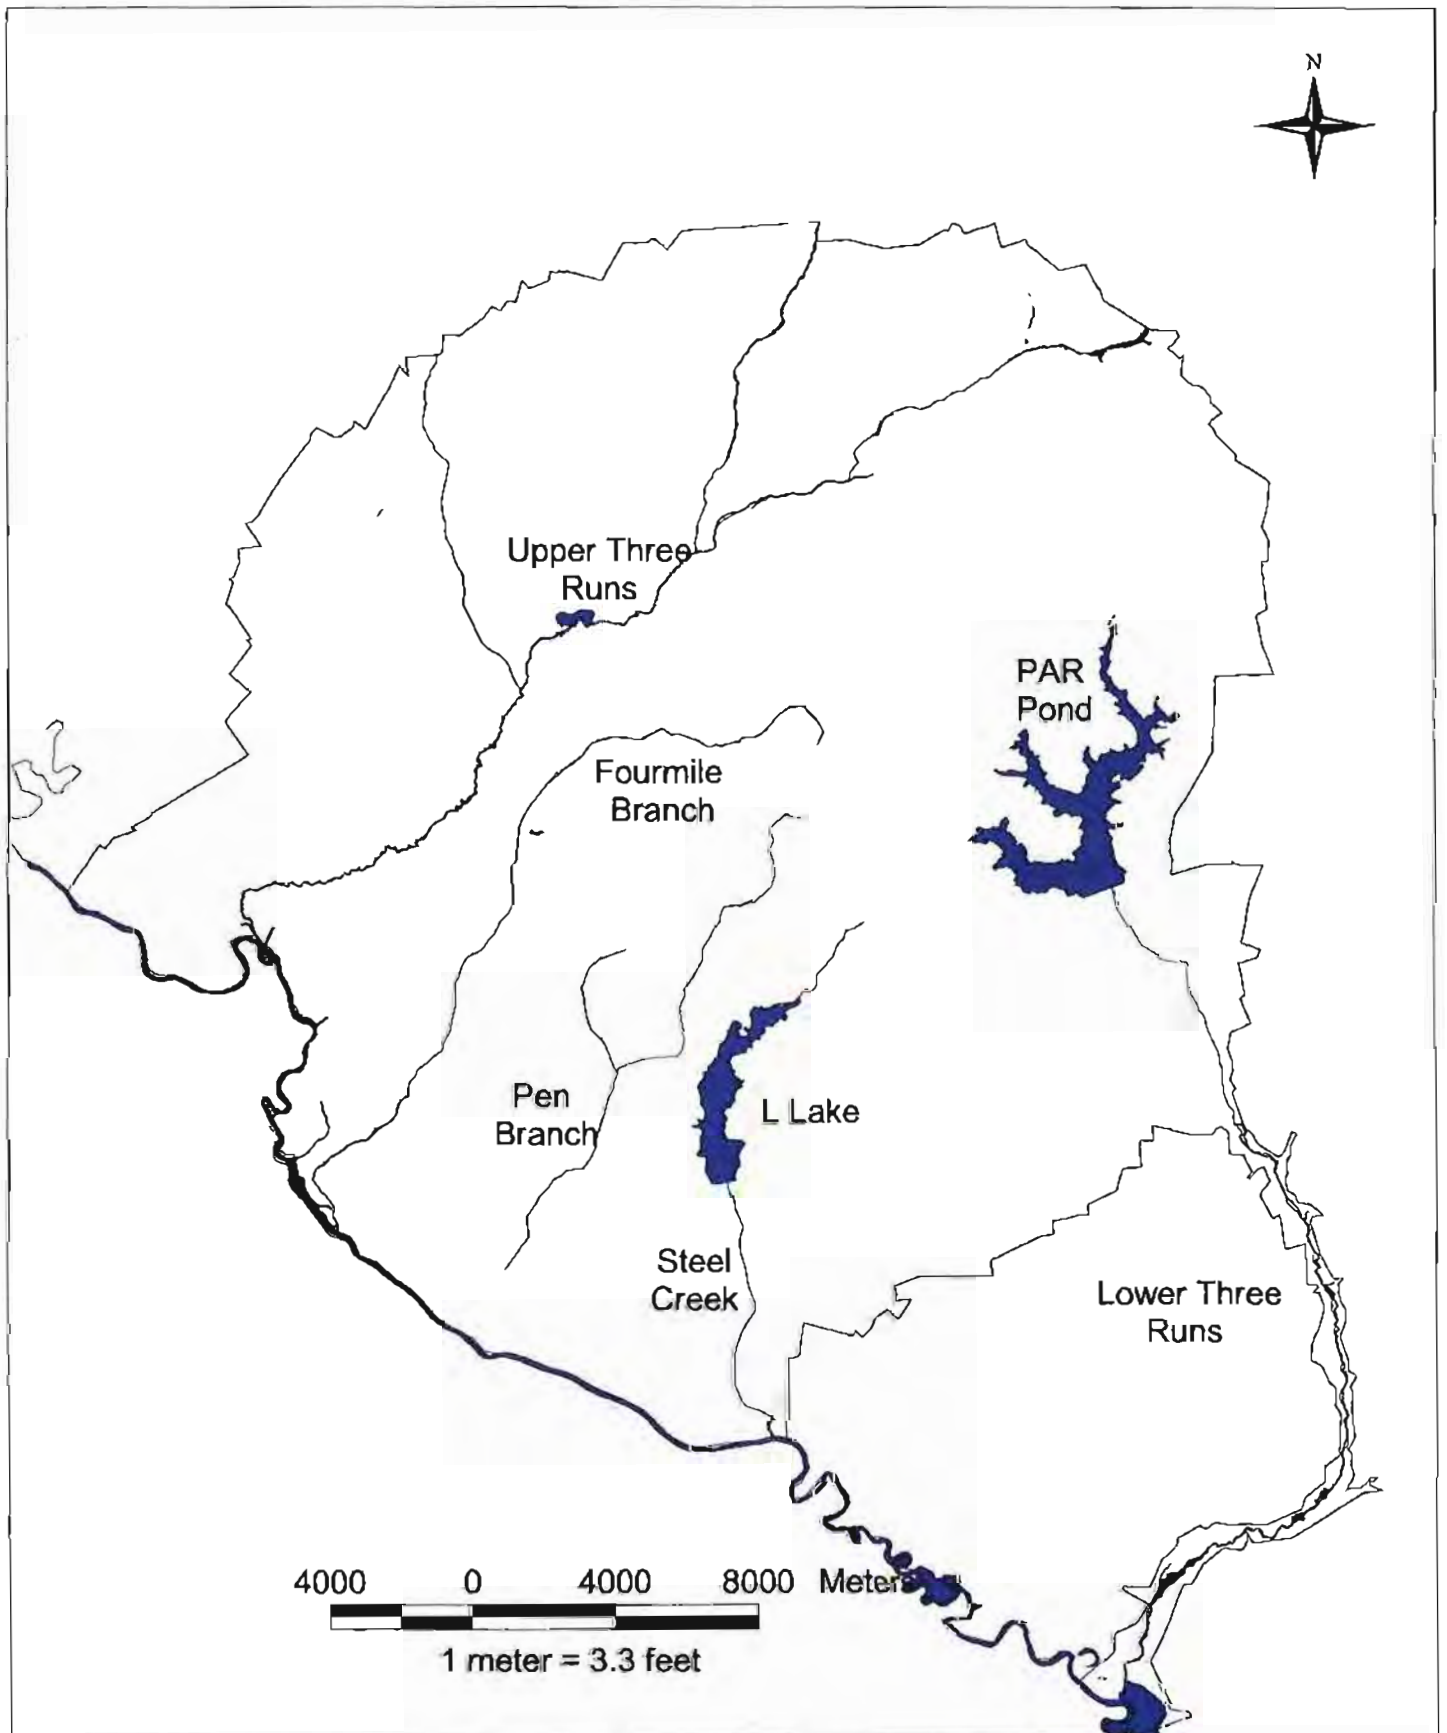 N
Upper Three
Runs
PAR
Pond
Fourmile
Branch
Pen
Branch
L Lake
Steel
Creek
Lower Three
Runs
4000 0 4000 8000 Meters
1 meter = 3.3 feet